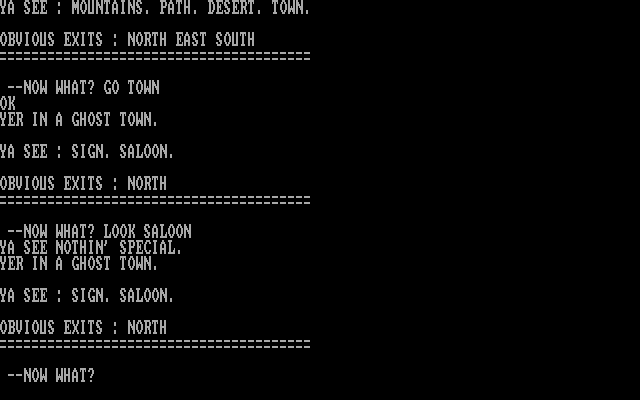 YA SEE : MOUNTAINS. PATH. DESERT. TOWN.
OBVIOUS EXITS : NORTH EAST SOUTH
=======================================
--NOW WHAT? GO TOWN
OK
YER IN A GHOST TOWN.
YA SEE : SIGN. SALOON.
OBVIOUS EXITS : NORTH
=======================================
--NOW WHAT? LOOK SALOON
YA SEE NOTHIN' SPECIAL.
YER IN A GHOST TOWN.
YA SEE : SIGN. SALOON.
OBVIOUS EXITS : NORTH
=======================================
--NOW WHAT?